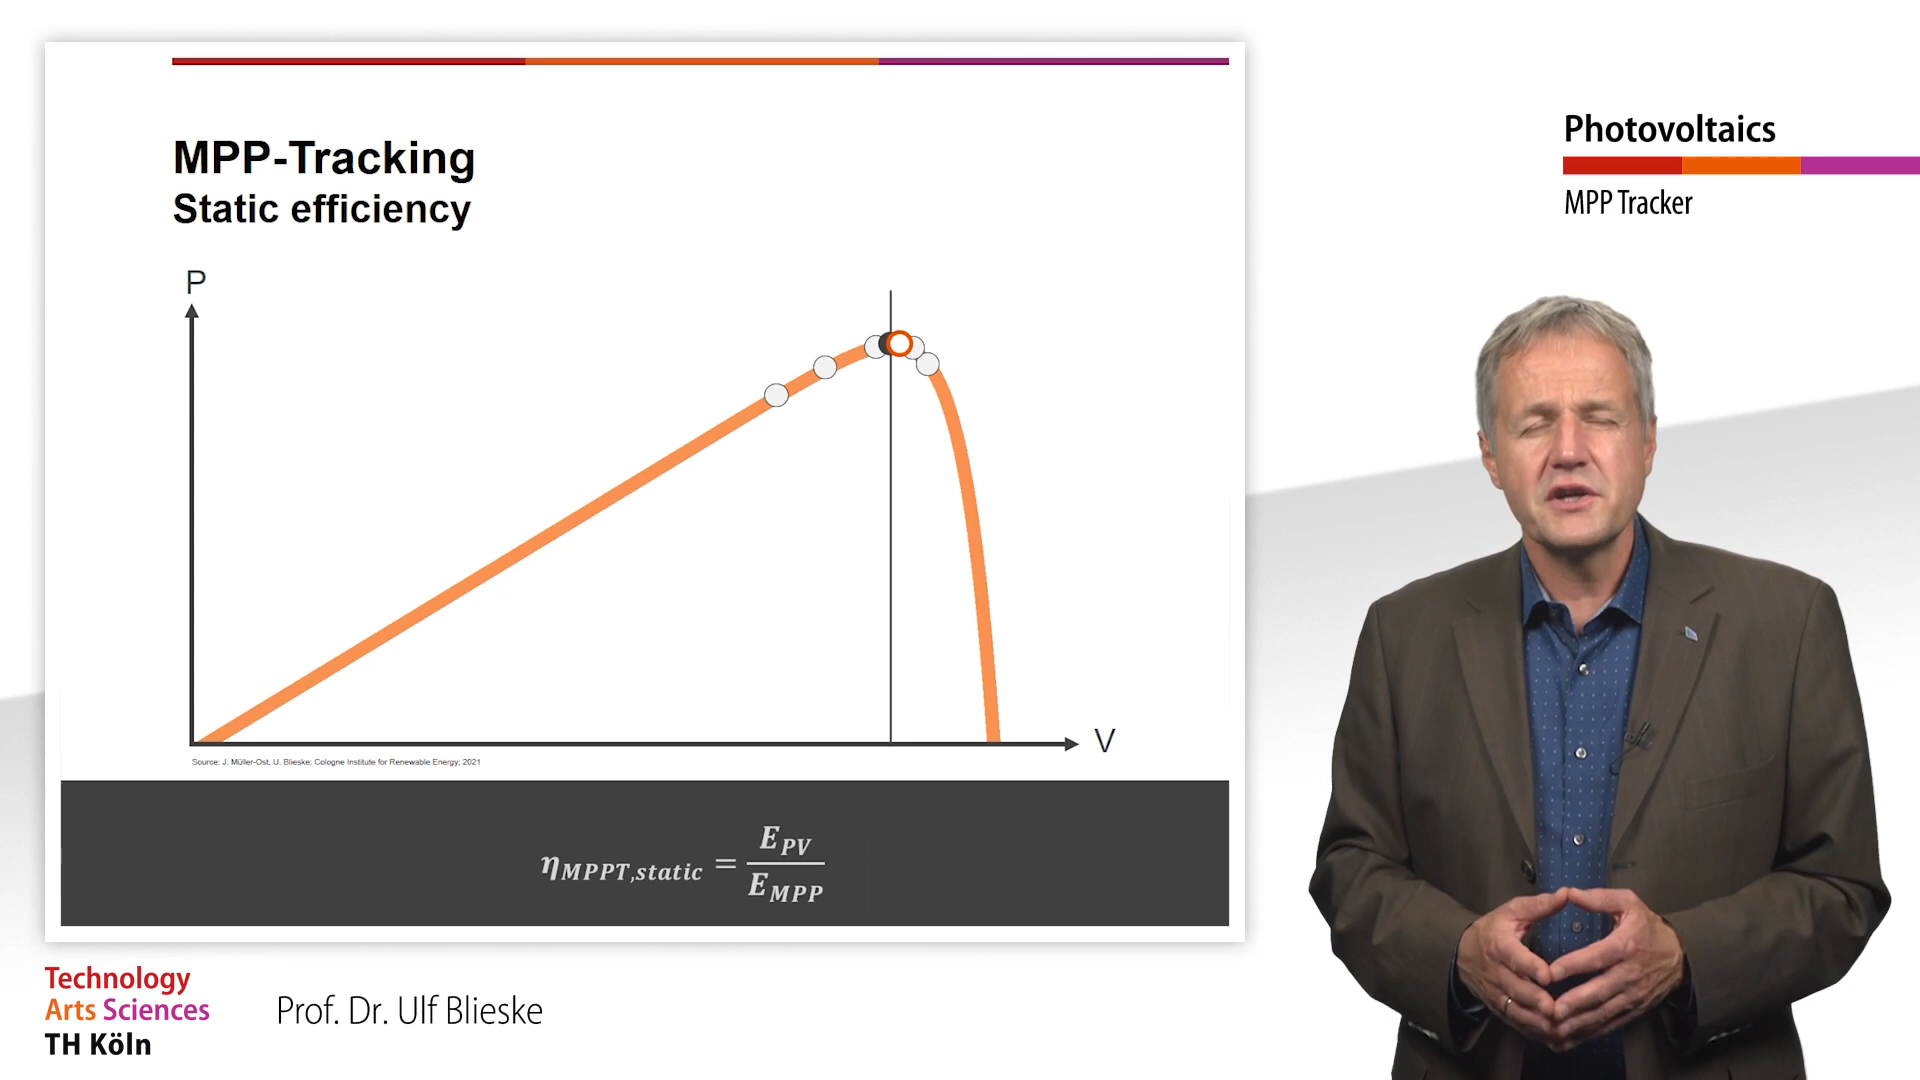 MPP-Tracking
Static efficiency
P
V
Source: J. Müller-Ost, U. Blieske; Cologne Institute for Renewable Energy; 2021
η_MPPT,static = E_PV / E_MPP
Photovoltaics
MPP Tracker
Technology
Arts Sciences
TH Köln
Prof. Dr. Ulf Blieske